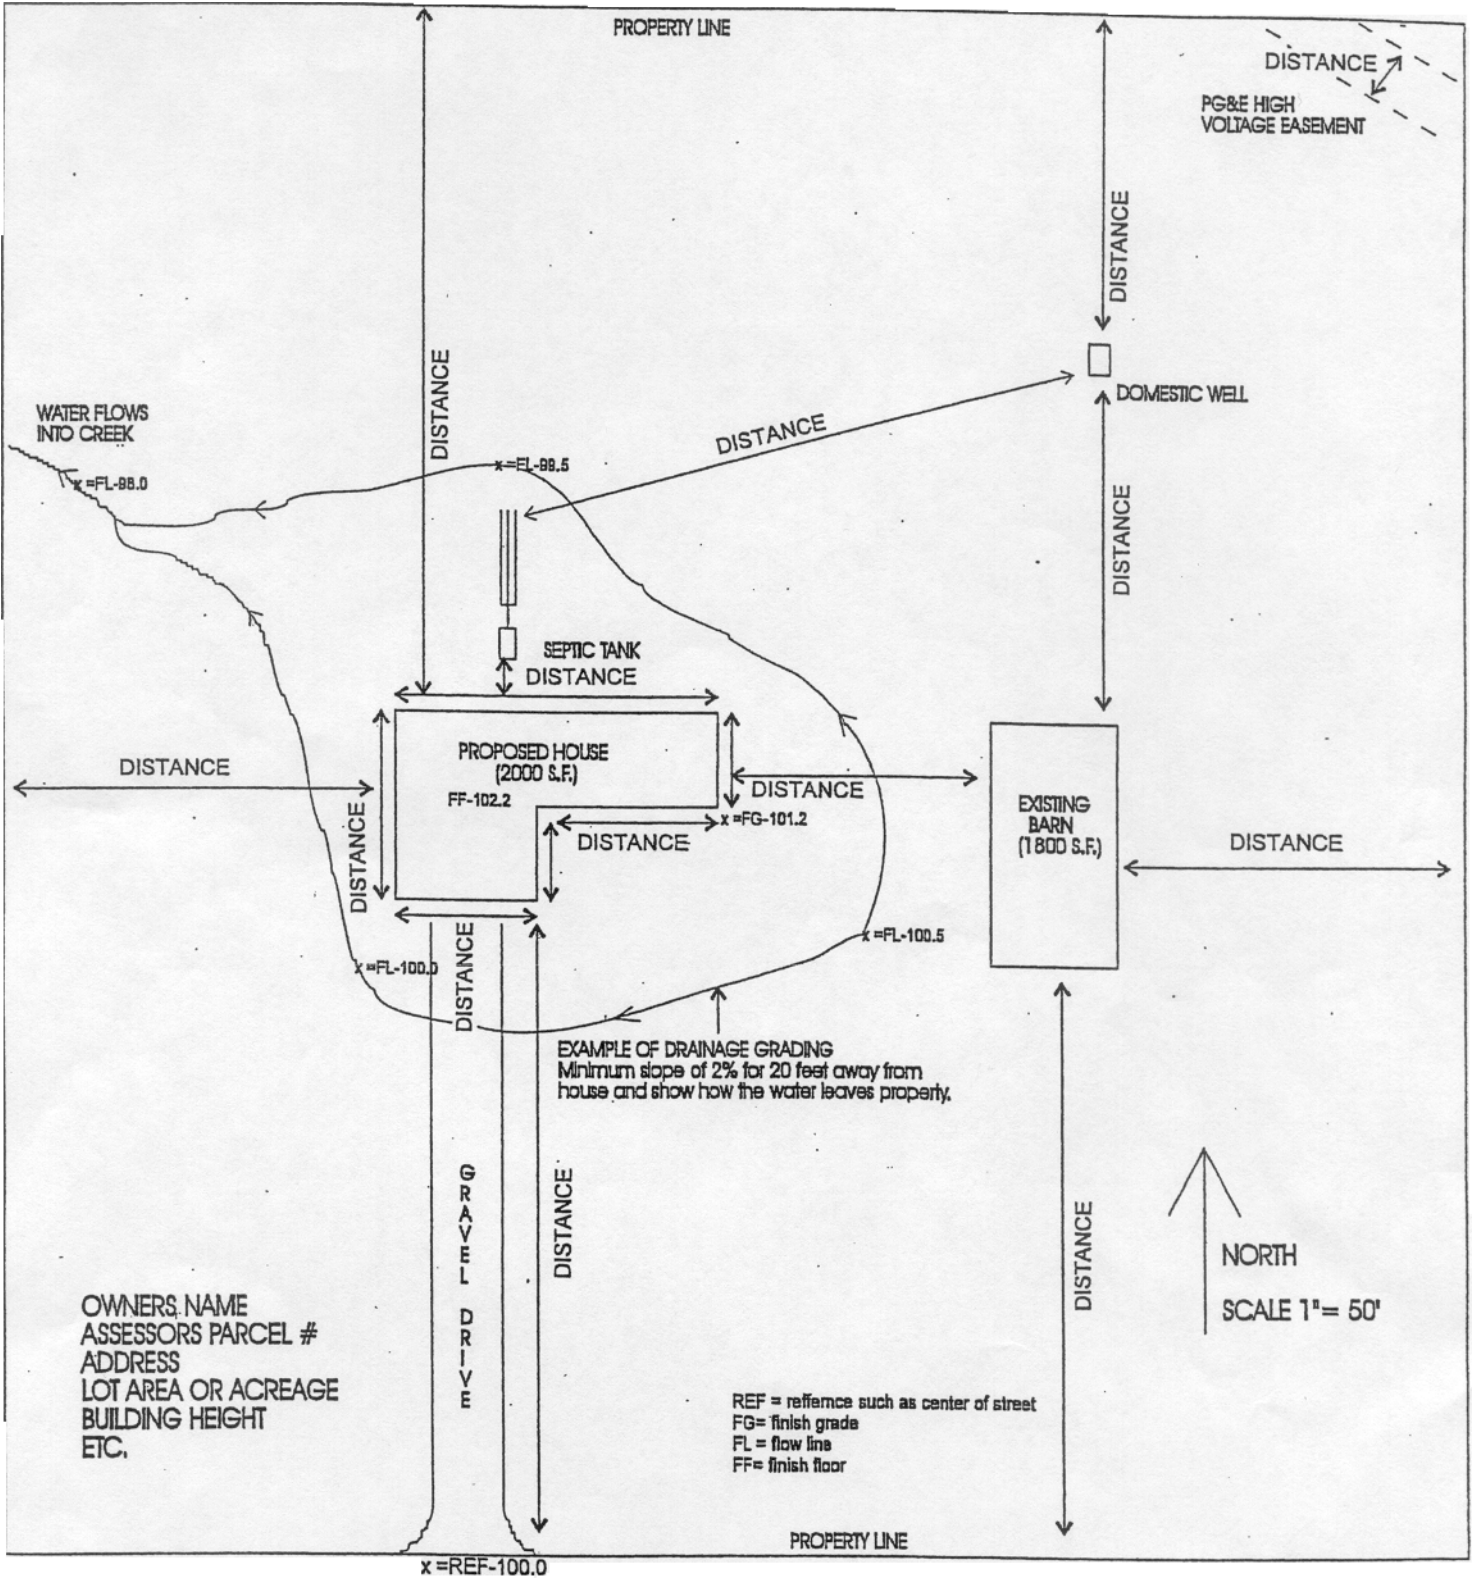 PROPERTY LINE
DISTANCE
PG&E HIGH
VOLTAGE EASEMENT
DISTANCE
DISTANCE
DOMESTIC WELL
WATER FLOWS
INTO CREEK
DISTANCE
x =FL-99.5
x =FL-98.0
DISTANCE
SEPTIC TANK
DISTANCE
DISTANCE
PROPOSED HOUSE
(2000 S.F.)
FF-102.2
DISTANCE
EXISTING
BARN
(1800 S.F.)
DISTANCE
DISTANCE
DISTANCE
x =FG-101.2
x =FL-100.5
x =FL-100.0
DISTANCE
EXAMPLE OF DRAINAGE GRADING
Minimum slope of 2% for 20 feet away from
house and show how the water leaves property.
GRAVEL DRIVE
DISTANCE
DISTANCE
NORTH
SCALE 1"= 50'
OWNERS NAME
ASSESSORS PARCEL #
ADDRESS
LOT AREA OR ACREAGE
BUILDING HEIGHT
ETC.
REF = reffernce such as center of street
FG= finish grade
FL = flow line
FF= finish floor
PROPERTY LINE
x =REF-100.0